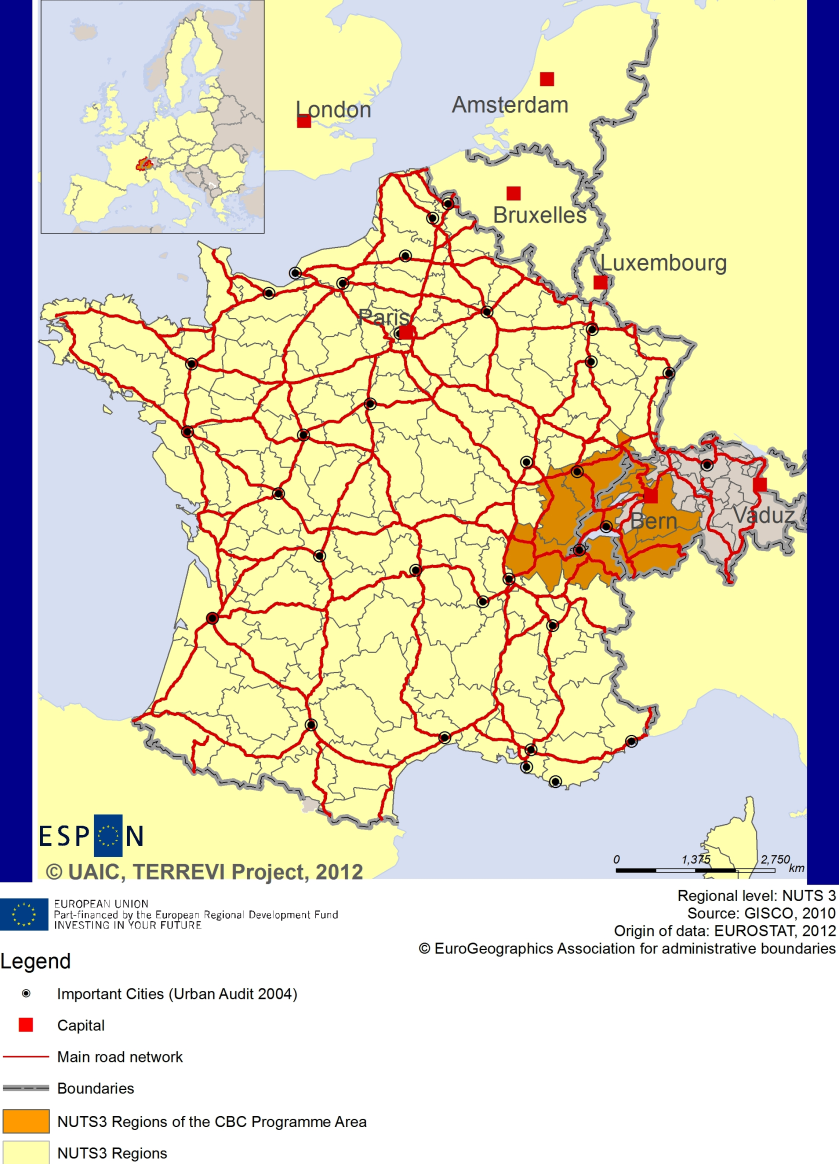 London
Amsterdam
Bruxelles
Luxembourg
Paris
Bern
Vaduz
ESPON
© UAIC, TERREVI Project, 2012
0 1,375 2,750
km
EUROPEAN UNION
Part-financed by the European Regional Development Fund
INVESTING IN YOUR FUTURE
Regional level: NUTS 3
Source: GISCO, 2010
Origin of data: EUROSTAT, 2012
© EuroGeographics Association for administrative boundaries
Legend
Important Cities (Urban Audit 2004)
Capital
Main road network
Boundaries
NUTS3 Regions of the CBC Programme Area
NUTS3 Regions